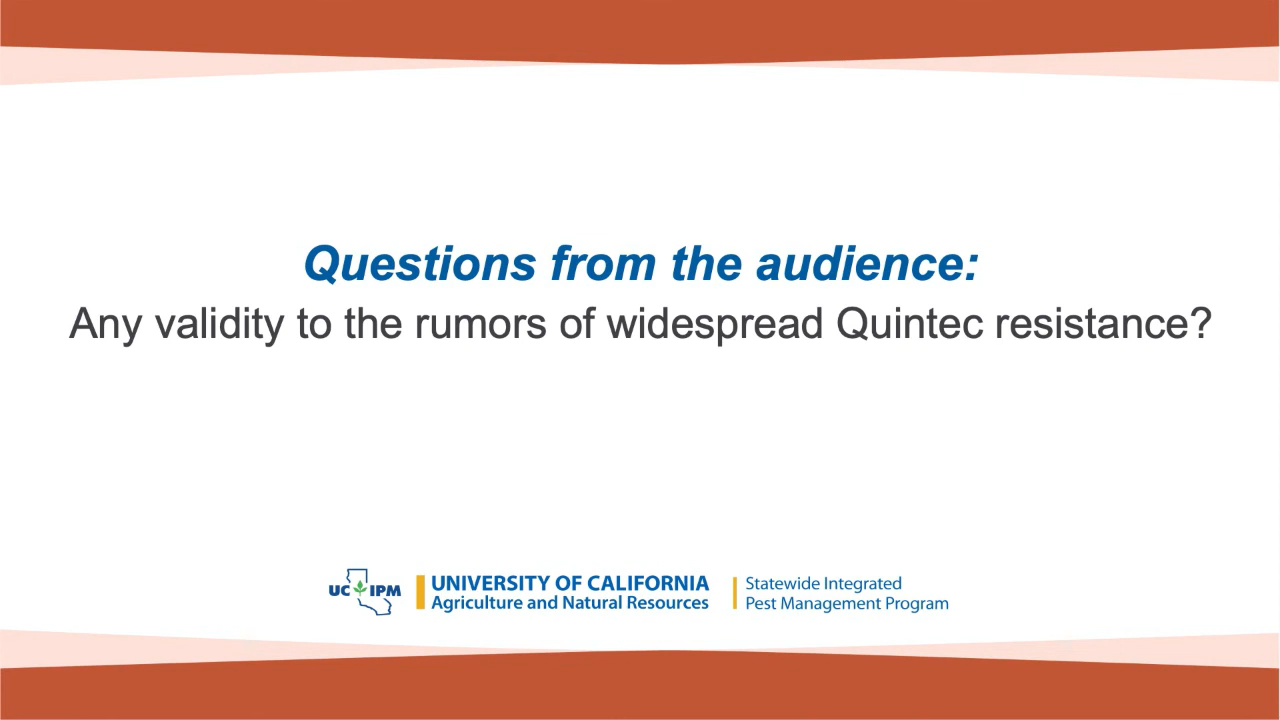 Questions from the audience:
Any validity to the rumors of widespread Quintec resistance?
UC IPM
UNIVERSITY OF CALIFORNIA
Agriculture and Natural Resources
Statewide Integrated
Pest Management Program